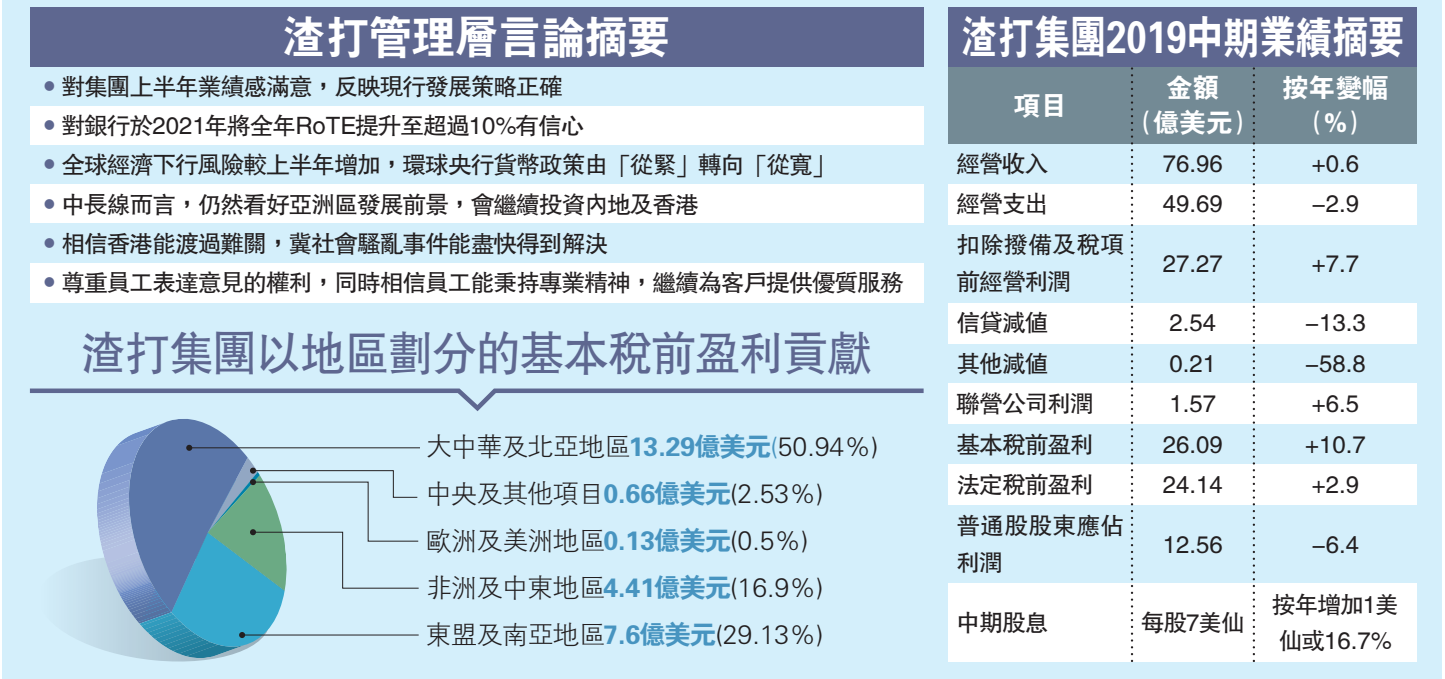 渣打管理層言論摘要
● 對集團上半年業績感滿意，反映現行發展策略正確
● 對銀行於2021年將全年RoTE提升至超過10%有信心
● 全球經濟下行風險較上半年增加，環球央行貨幣政策由「從緊」轉向「從寬」
● 中長線而言，仍然看好亞洲區發展前景，會繼續投資內地及香港
● 相信香港能渡過難關，冀社會騷亂事件能盡快得到解決
● 尊重員工表達意見的權利，同時相信員工能秉持專業精神，繼續為客戶提供優質服務
渣打集團以地區劃分的基本稅前盈利貢獻
大中華及北亞地區13.29億美元(50.94%)
中央及其他項目0.66億美元(2.53%)
歐洲及美洲地區0.13億美元(0.5%)
非洲及中東地區4.41億美元(16.9%)
東盟及南亞地區7.6億美元(29.13%)
渣打集團2019中期業績摘要
項目 金額（億美元） 按年變幅（%）
經營收入 76.96 +0.6
經營支出 49.69 −2.9
扣除撥備及稅項前經營利潤 27.27 +7.7
信貸減值 2.54 −13.3
其他減值 0.21 −58.8
聯營公司利潤 1.57 +6.5
基本稅前盈利 26.09 +10.7
法定稅前盈利 24.14 +2.9
普通股股東應佔利潤 12.56 −6.4
中期股息 每股7美仙 按年增加1美仙或16.7%